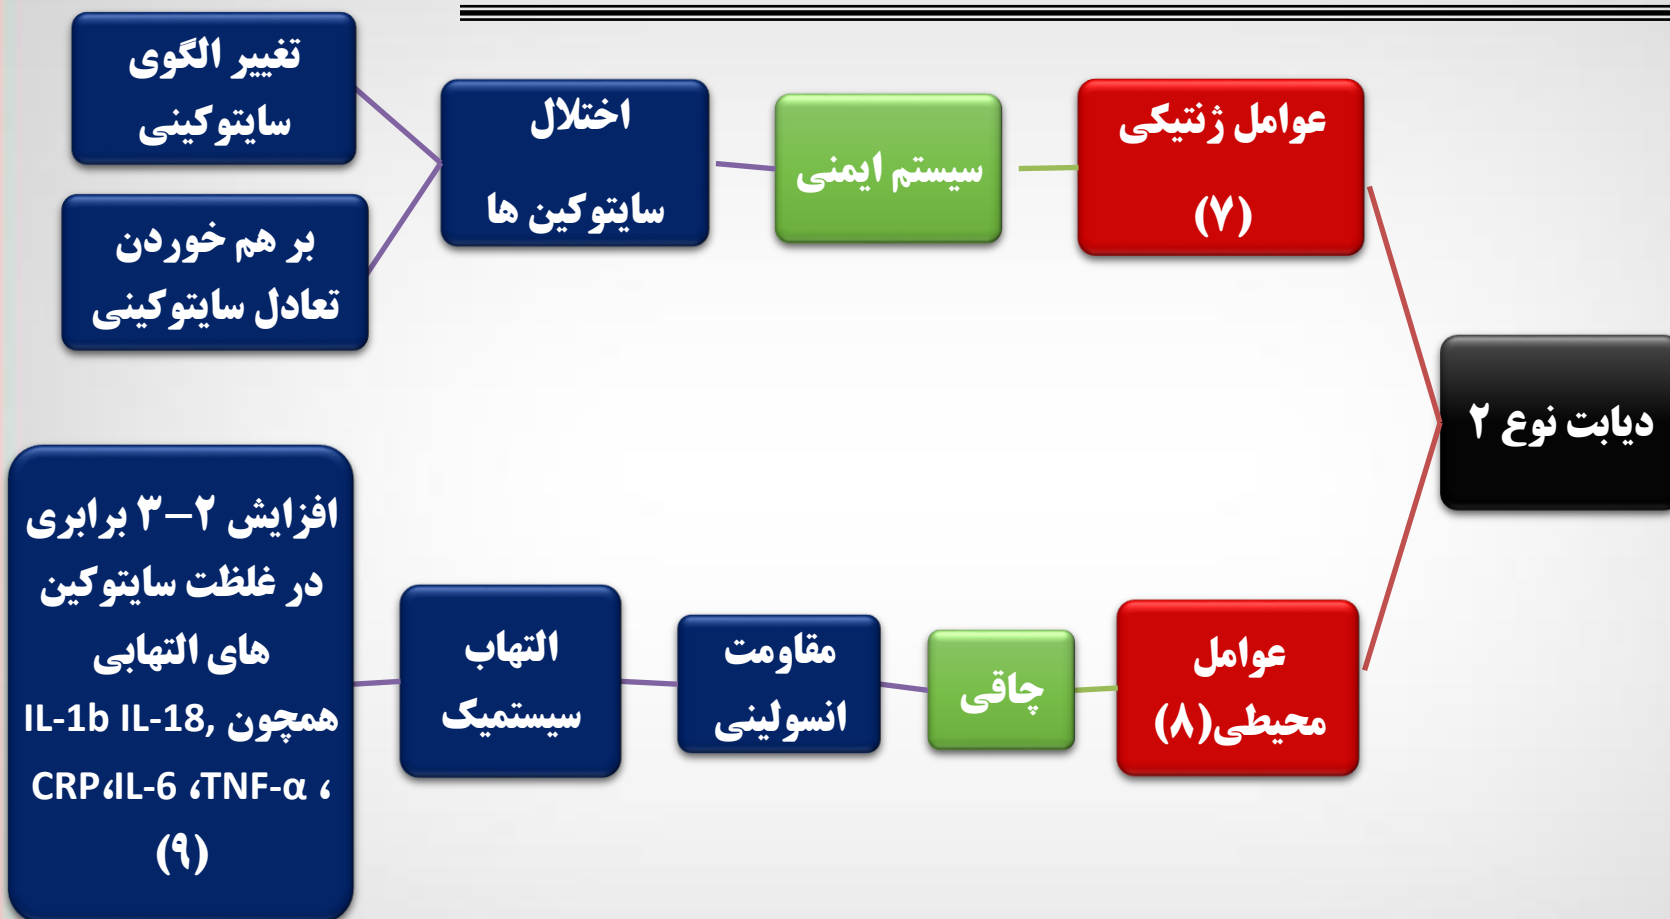 دیابت نوع ۲
عوامل ژنتیکی
(۷)
سیستم ایمنی
اختلال
سایتوکین ها
تغییر الگوی
سایتوکینی
بر هم خوردن
تعادل سایتوکینی
عوامل
محیطی(۸)
چاقی
مقاومت
انسولینی
التهاب
سیستمیک
افزایش ۲-۳ برابری
در غلظت سایتوکین
های التهابی
همچون IL-1b IL-18,
، TNF-α، IL-6،CRP
(۹)